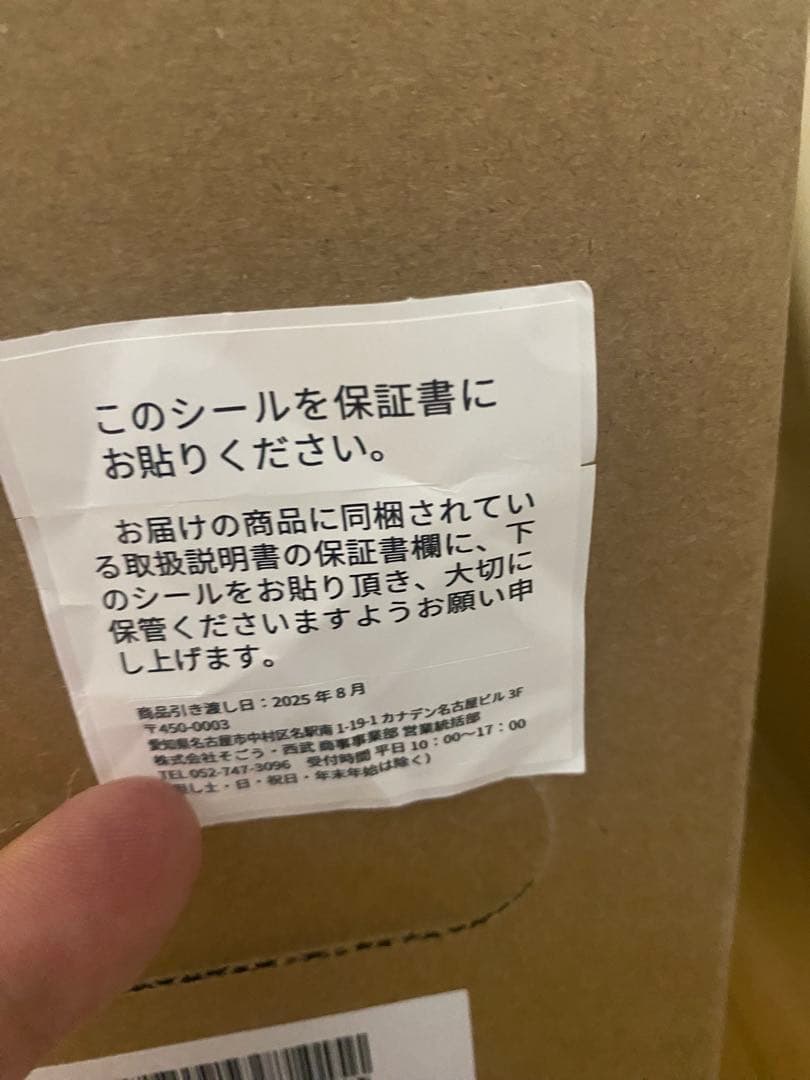 このシールを保証書に
お貼りください。
お届けの商品に同梱されてい
る取扱説明書の保証書欄に、下
のシールをお貼り頂き、大切に
保管くださいますようお願い申
し上げます。
商品引き渡し日：2025年8月
〒450-0003
愛知県名古屋市中村区名駅南1-19-1カナデン名古屋ビル3F
株式会社そごう・西武 商事事業部 営業統括部
TEL 052-747-3096 受付時間 平日10：00～17：00
し土・日・祝日・年末年始は除く）